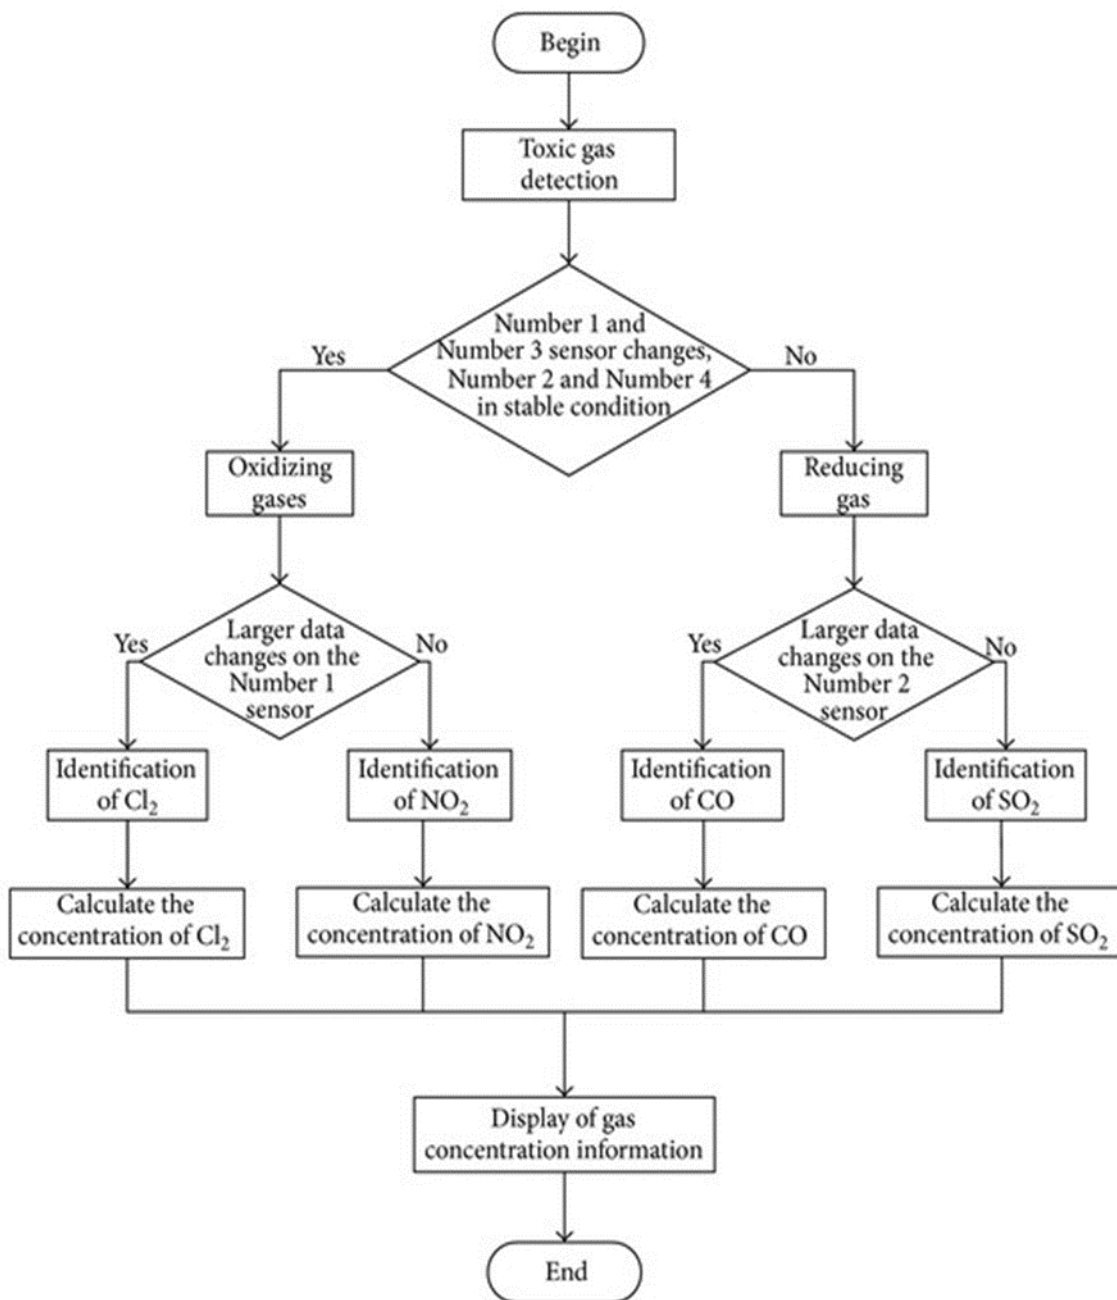 Begin
Toxic gas
detection
Number 1 and
Number 3 sensor changes,
Number 2 and Number 4
in stable condition
Yes
No
Oxidizing
gases
Reducing
gas
Larger data
changes on the
Number 1
sensor
Yes
No
Larger data
changes on the
Number 2
sensor
Yes
No
Identification
of Cl₂
Identification
of NO₂
Identification
of CO
Identification
of SO₂
Calculate the
concentration of Cl₂
Calculate the
concentration of NO₂
Calculate the
concentration of CO
Calculate the
concentration of SO₂
Display of gas
concentration information
End